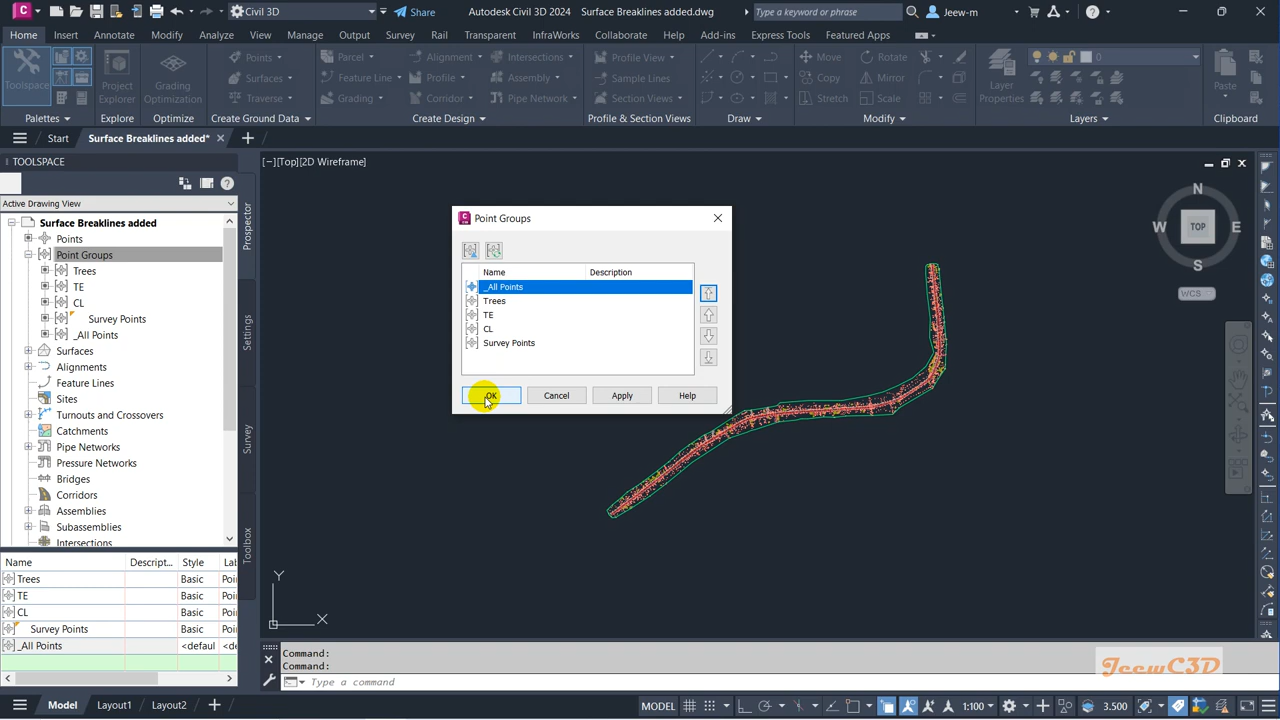 Civil 3D
Share
Autodesk Civil 3D 2024
Surface Breaklines added.dwg
Type a keyword or phrase
Jeew-m
Home
Insert
Annotate
Modify
Analyze
View
Manage
Output
Survey
Rail
Transparent
InfraWorks
Collaborate
Help
Add-ins
Express Tools
Featured Apps
Toolspace
Project Explorer
Grading Optimization
Points
Surfaces
Traverse
Parcel
Feature Line
Grading
Alignment
Profile
Corridor
Intersections
Assembly
Pipe Network
Profile View
Sample Lines
Section Views
Move
Copy
Stretch
Rotate
Mirror
Scale
Layer Properties
0
Paste
Palettes
Explore
Optimize
Create Ground Data
Create Design
Profile & Section Views
Draw
Modify
Layers
Clipboard
Start
Surface Breaklines added*
TOOLSPACE
Active Drawing View
Surface Breaklines added
Points
Point Groups
Trees
TE
CL
Survey Points
_All Points
Surfaces
Alignments
Feature Lines
Sites
Turnouts and Crossovers
Catchments
Pipe Networks
Pressure Networks
Bridges
Corridors
Assemblies
Subassemblies
Intersections
Prospector
Settings
Survey
Toolbox
Name Descript... Style Lab
Trees Basic Poi
TE Basic Poi
CL Basic Poi
Survey Points Basic Poi
_All Points <defaul <de
[−][Top][2D Wireframe]
Point Groups
Name Description
_All Points
Trees
TE
CL
Survey Points
OK
Cancel
Apply
Help
N
W
TOP
E
S
WCS
Y
X
Command:
Command:
Type a command
JeewC3D
Model
Layout1
Layout2
MODEL
1:100
3.500